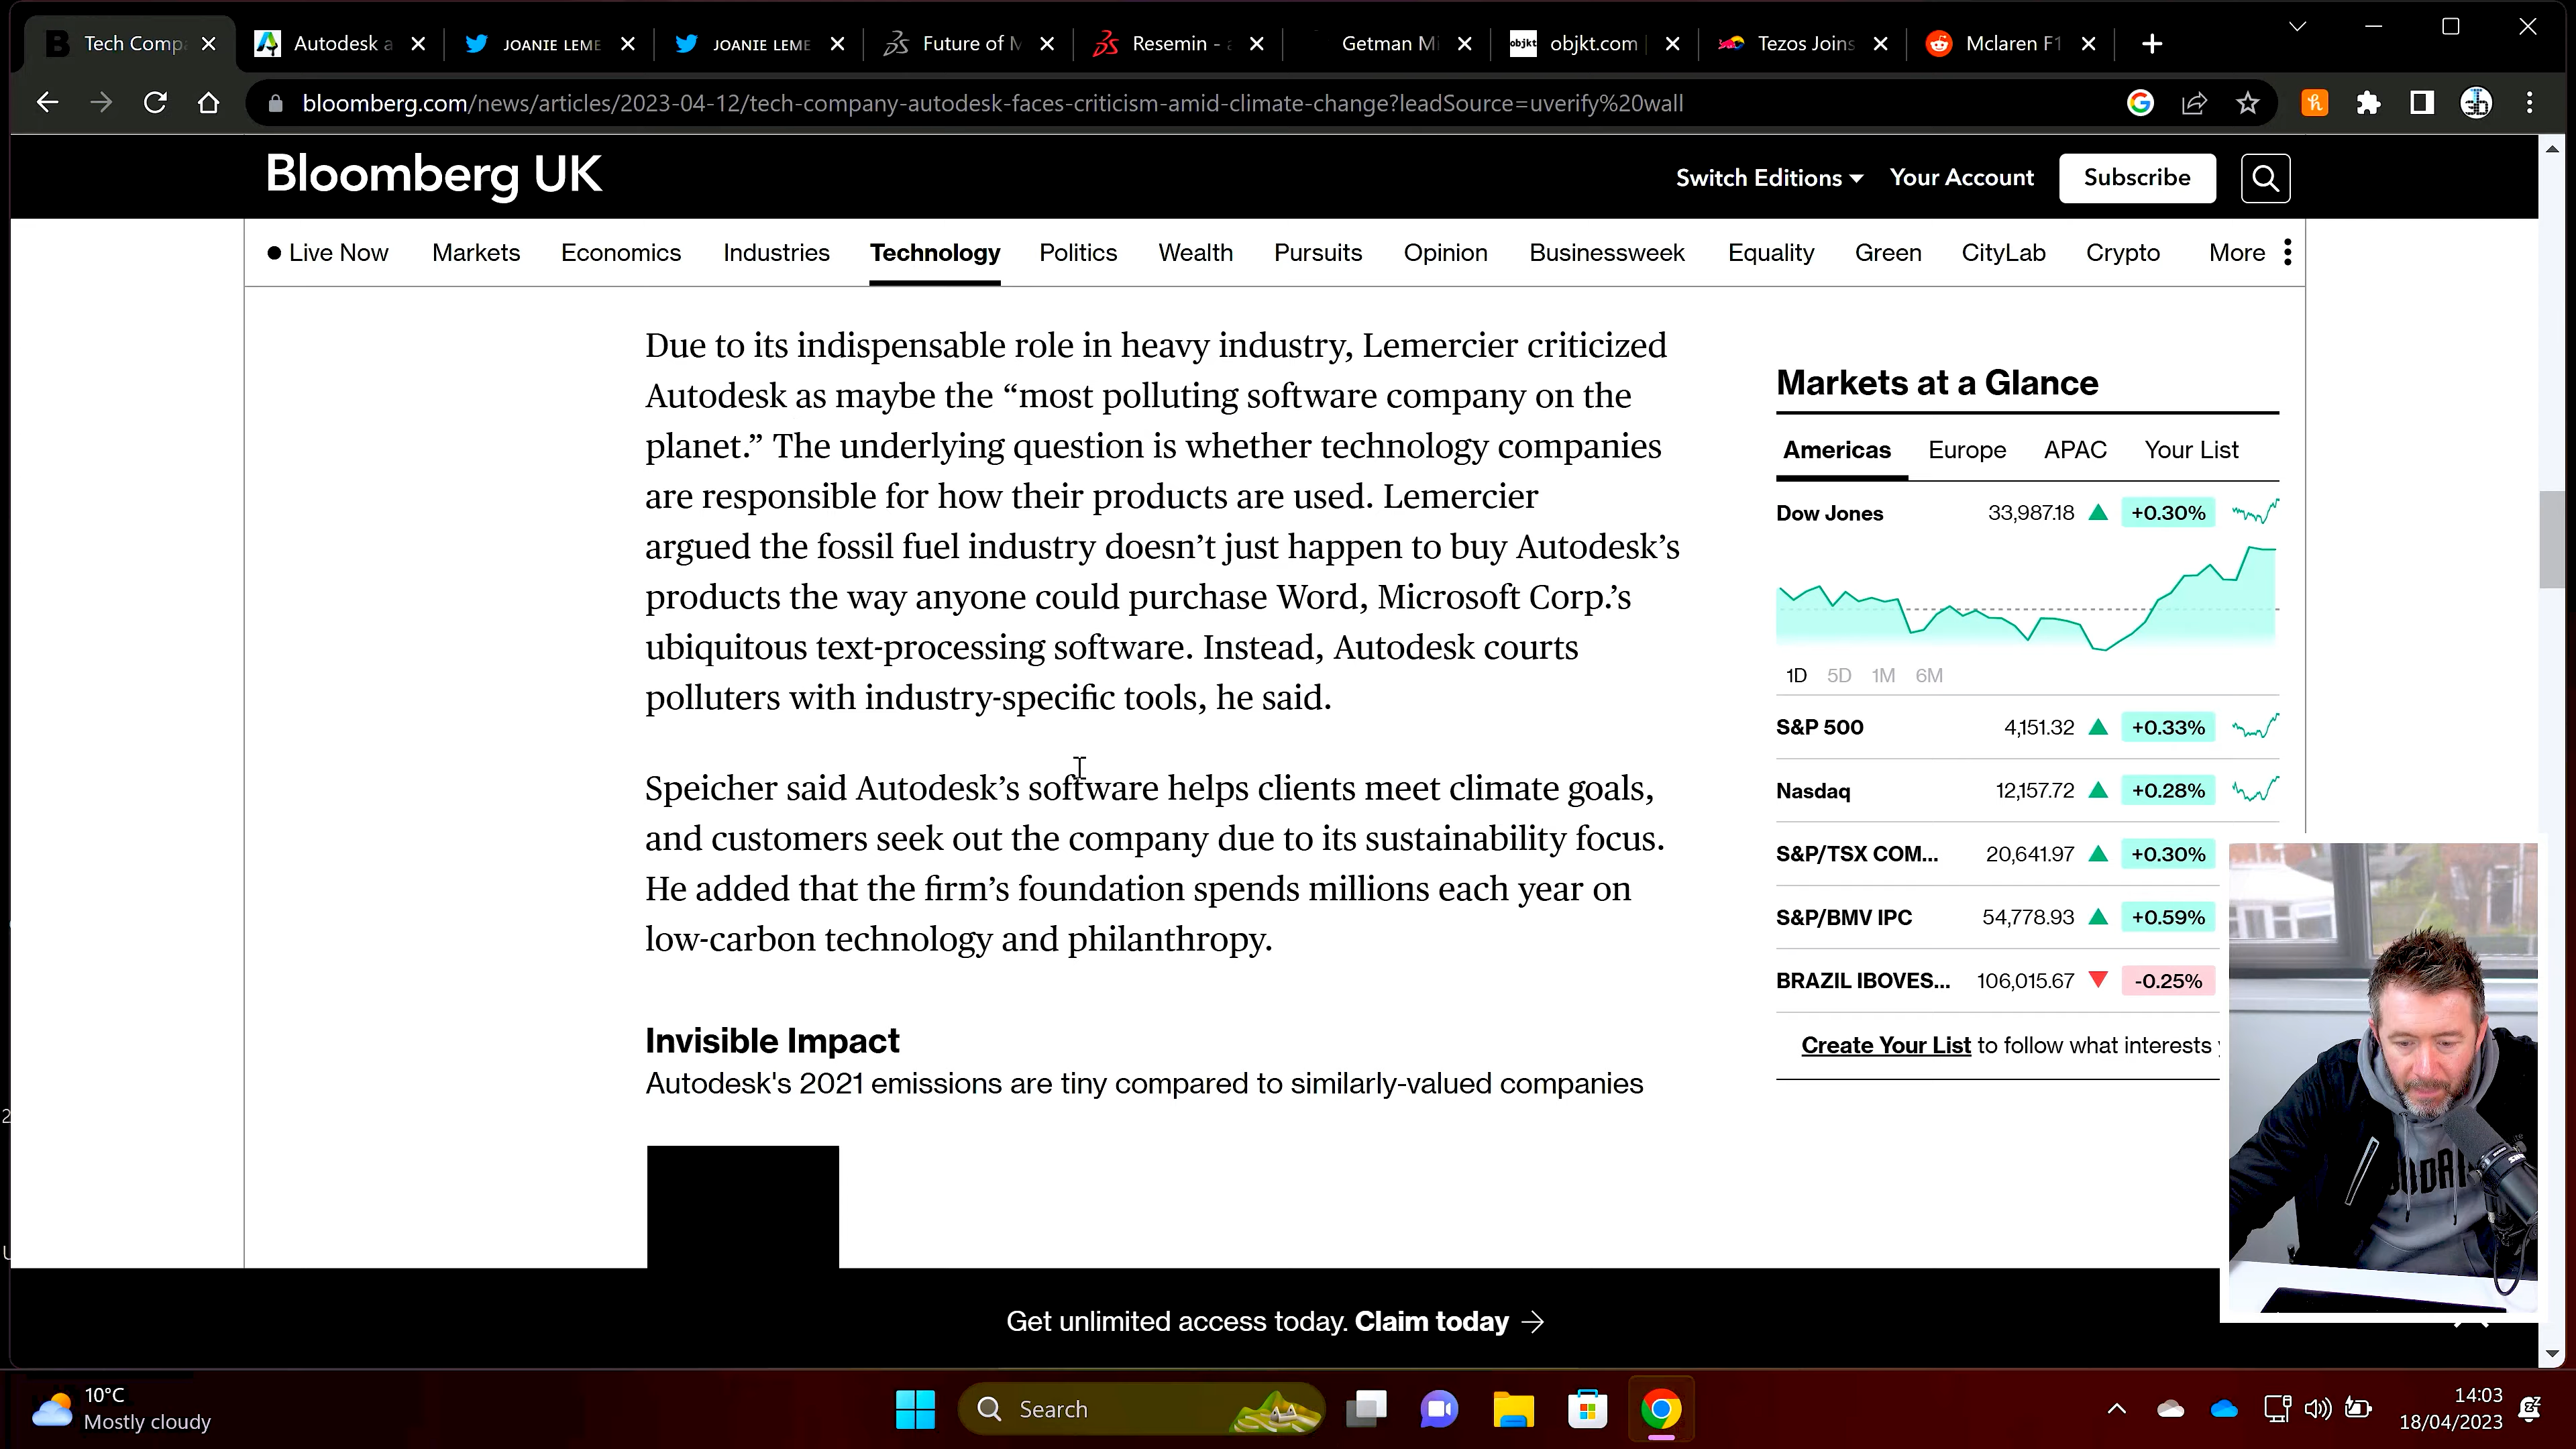 Tech Comp
Autodesk a
JOANIE LEME
JOANIE LEME
Future of M
Resemin - a
Getman Mi
objkt
objkt.com
Tezos Joins
Mclaren F1
bloomberg.com/news/articles/2023-04-12/tech-company-autodesk-faces-criticism-amid-climate-change?leadSource=uverify%20wall
Bloomberg UK
Switch Editions
Your Account
Subscribe
Live Now Markets Economics Industries Technology Politics Wealth Pursuits Opinion Businessweek Equality Green CityLab Crypto More
Due to its indispensable role in heavy industry, Lemercier criticized
Autodesk as maybe the “most polluting software company on the
planet.” The underlying question is whether technology companies
are responsible for how their products are used. Lemercier
argued the fossil fuel industry doesn’t just happen to buy Autodesk’s
products the way anyone could purchase Word, Microsoft Corp.’s
ubiquitous text-processing software. Instead, Autodesk courts
polluters with industry-specific tools, he said.
Speicher said Autodesk’s software helps clients meet climate goals,
and customers seek out the company due to its sustainability focus.
He added that the firm’s foundation spends millions each year on
low-carbon technology and philanthropy.
Invisible Impact
Autodesk's 2021 emissions are tiny compared to similarly-valued companies
Markets at a Glance
Americas Europe APAC Your List
Dow Jones 33,987.18 +0.30%
1D 5D 1M 6M
S&P 500 4,151.32 +0.33%
Nasdaq 12,157.72 +0.28%
S&P/TSX COM... 20,641.97 +0.30%
S&P/BMV IPC 54,778.93 +0.59%
BRAZIL IBOVES... 106,015.67 -0.25%
Create Your List to follow what interests
Get unlimited access today. Claim today →
10°C
Mostly cloudy
Search
14:03
18/04/2023